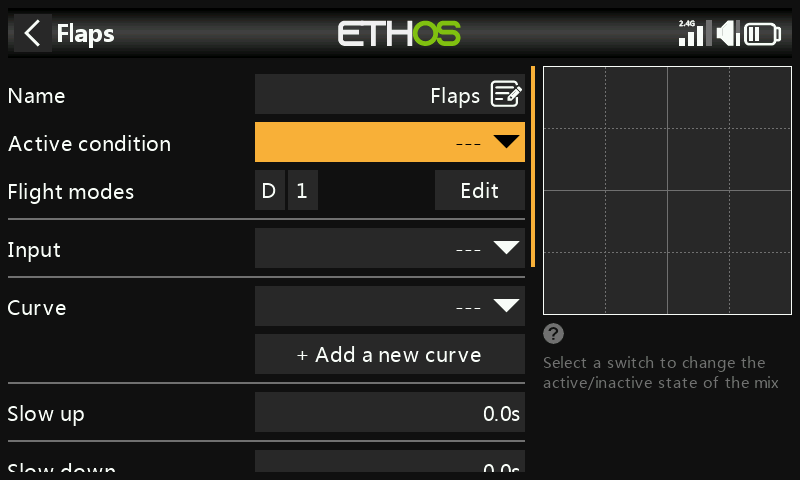 Flaps
ETHOS
2.4G
Name
Flaps
Active condition
---
Flight modes
D
1
Edit
Input
---
Curve
---
+ Add a new curve
Slow up
0.0s
Slow down
0.0s
?
Select a switch to change the
active/inactive state of the mix